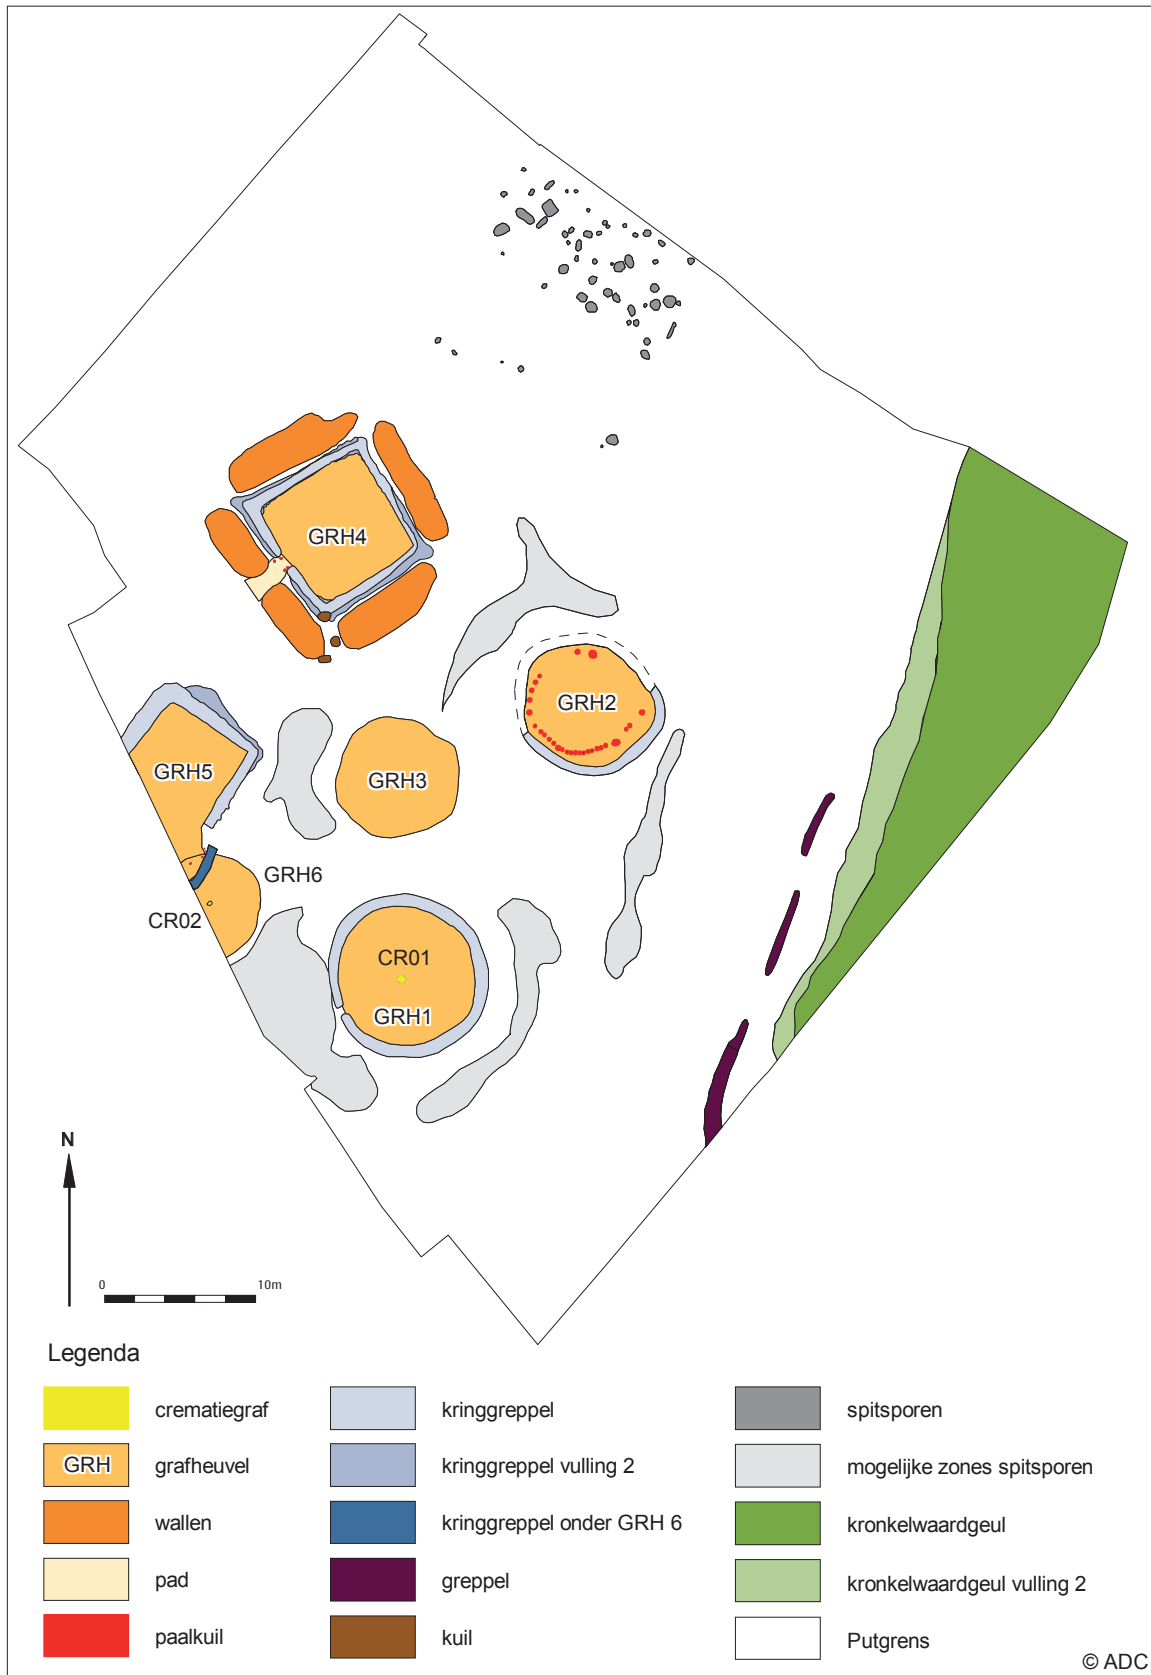 GRH4
GRH2
GRH5
GRH3
GRH6
CR02
CR01
GRH1
N
0 10m
Legenda
crematiegraf
GRH grafheuvel
wallen
pad
paalkuil
kringgreppel
kringgreppel vulling 2
kringgreppel onder GRH 6
greppel
kuil
spitsporen
mogelijke zones spitsporen
kronkelwaardgeul
kronkelwaardgeul vulling 2
Putgrens
© ADC